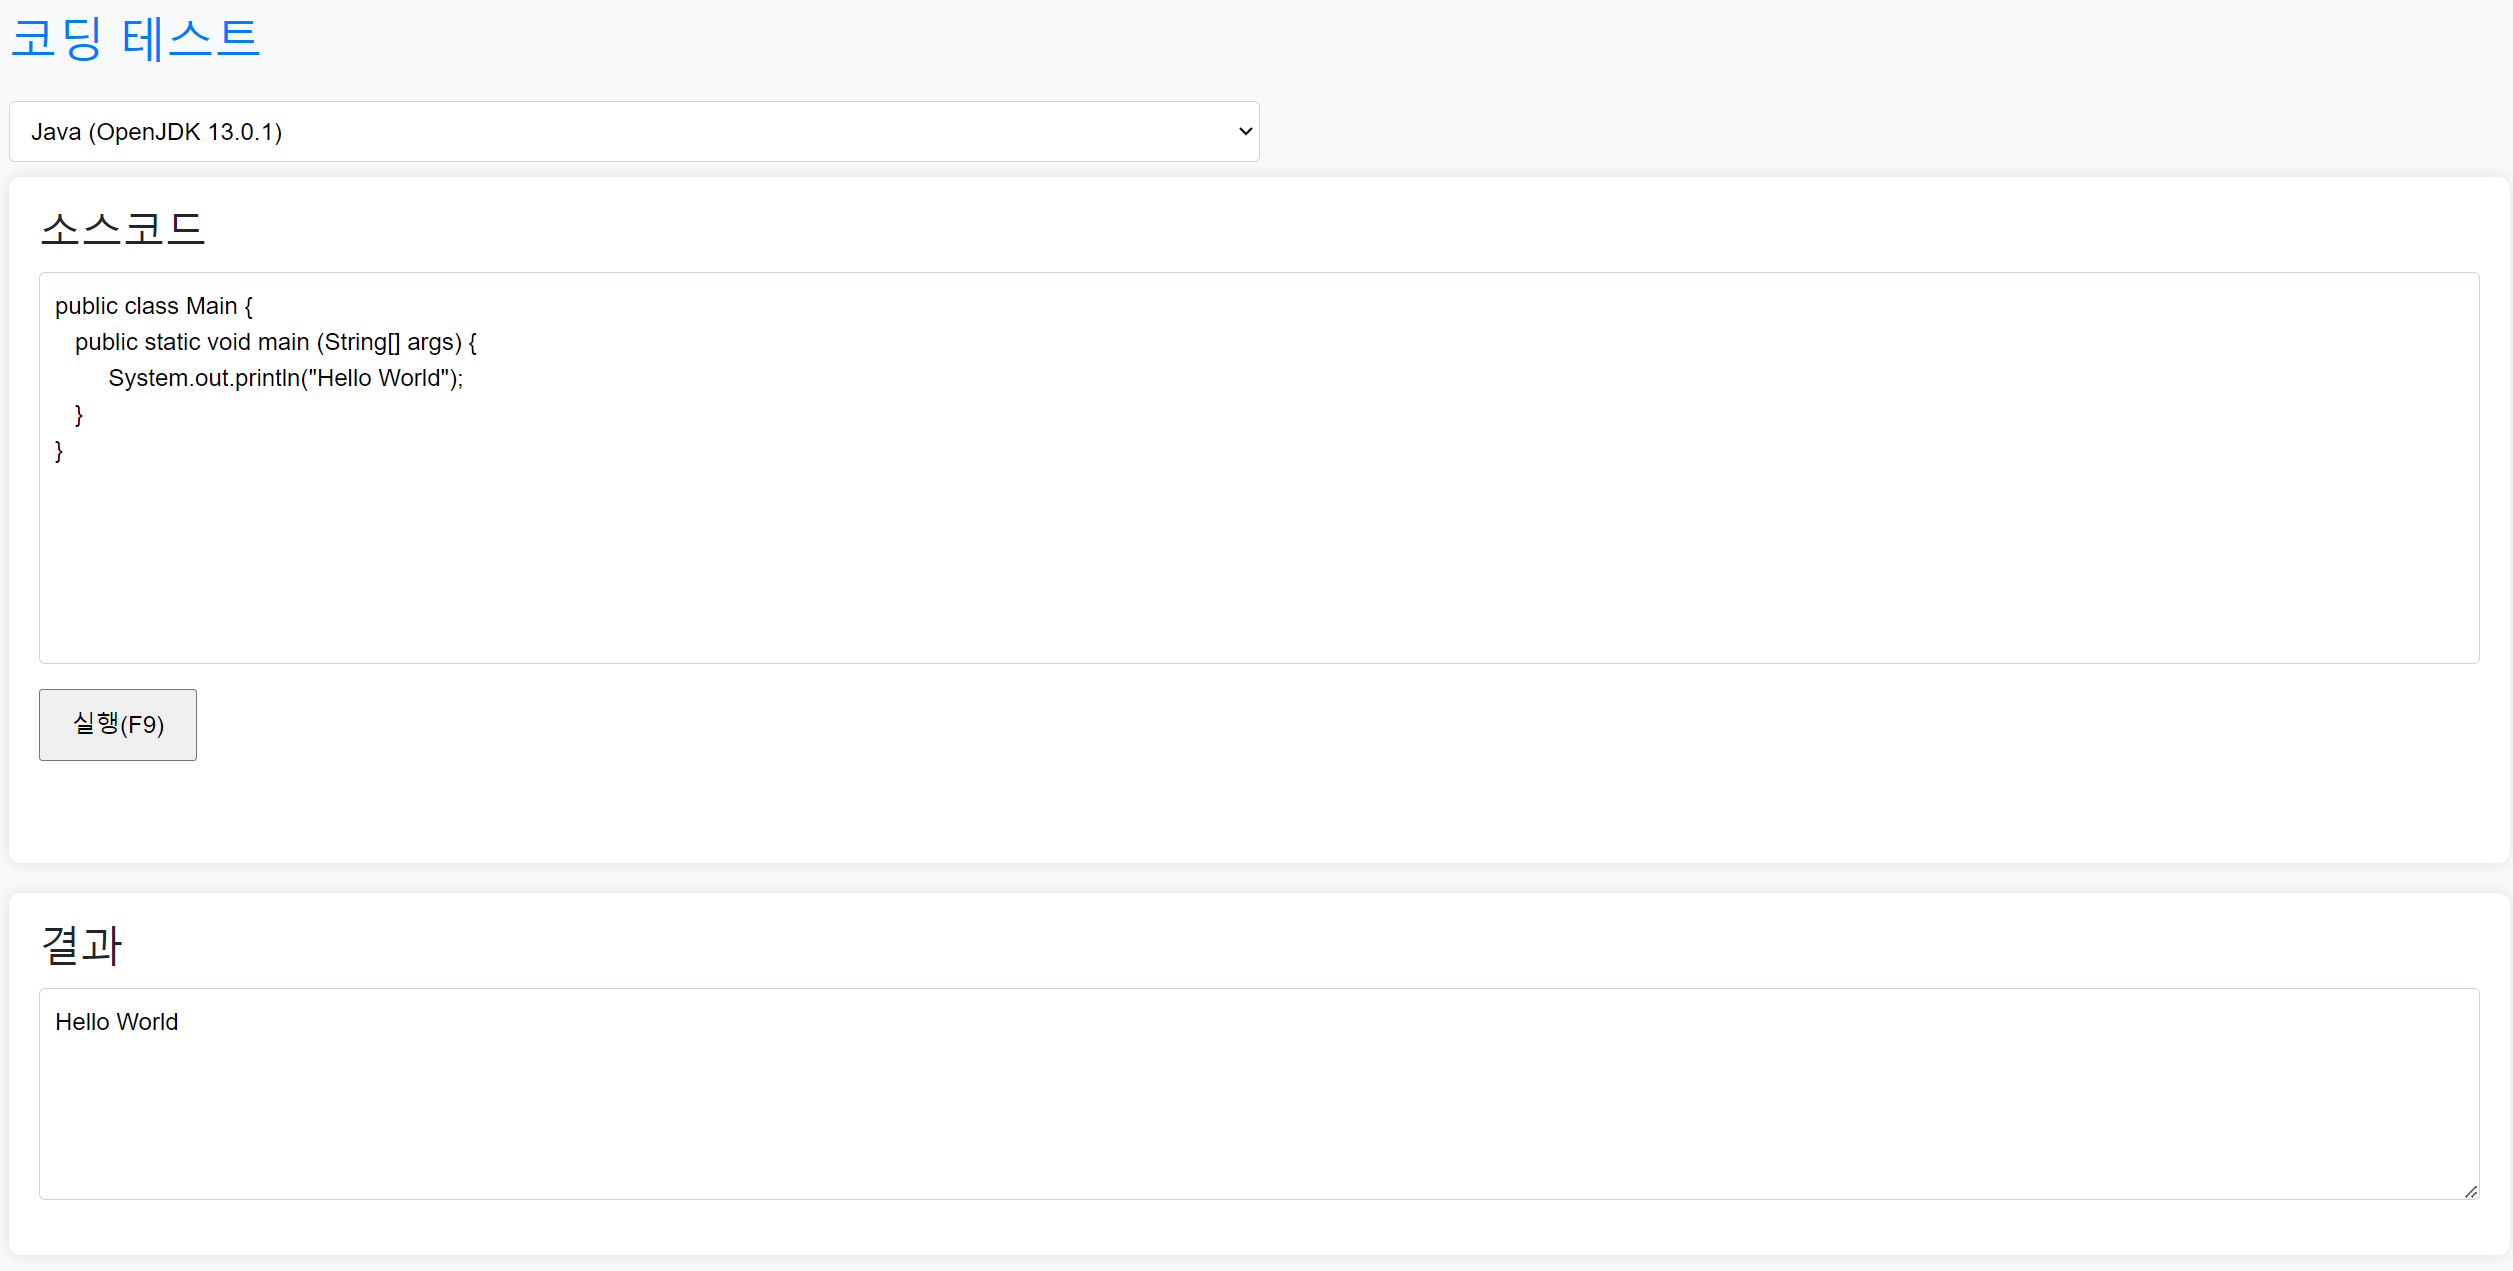 코딩 테스트
Java (OpenJDK 13.0.1)
소스코드
public class Main {
public static void main (String[] args) {
System.out.println("Hello World");
}
}
실행(F9)
결과
Hello World